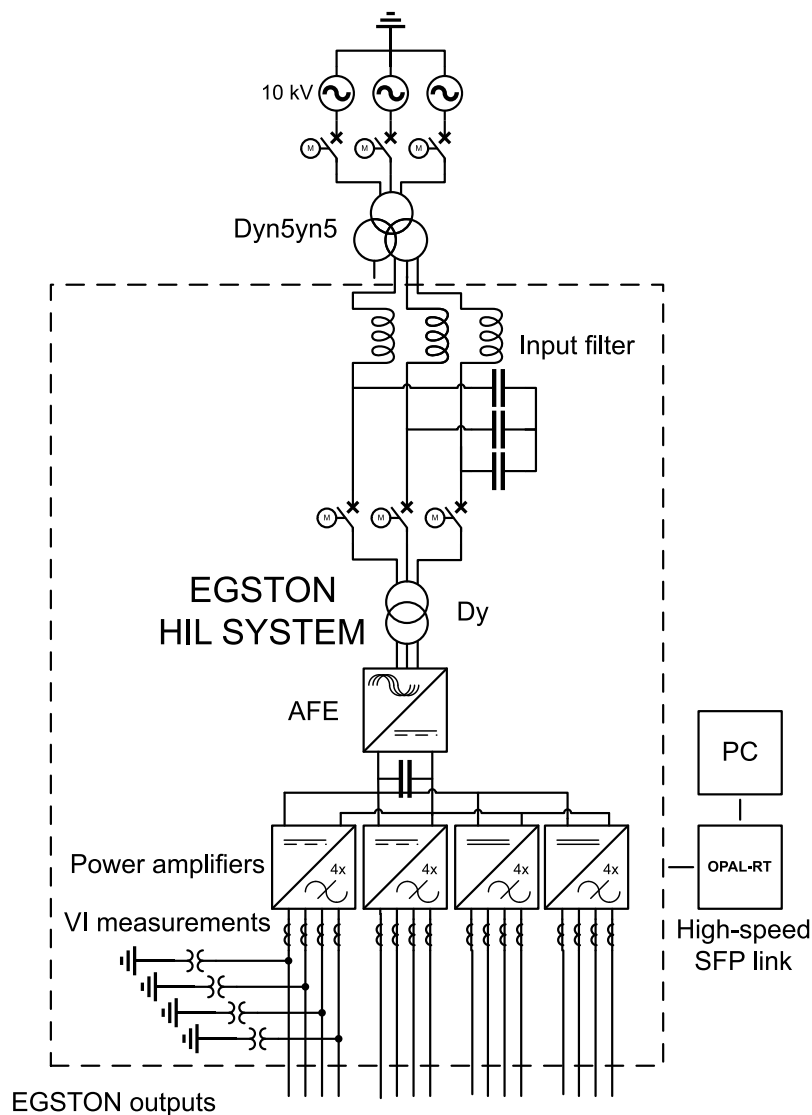 10 kV
M
M
M
Dyn5yn5
Input filter
M
M
M
EGSTON
HIL SYSTEM
Dy
AFE
PC
Power amplifiers
4x
4x
4x
4x
OPAL-RT
VI measurements
High-speed
SFP link
EGSTON outputs